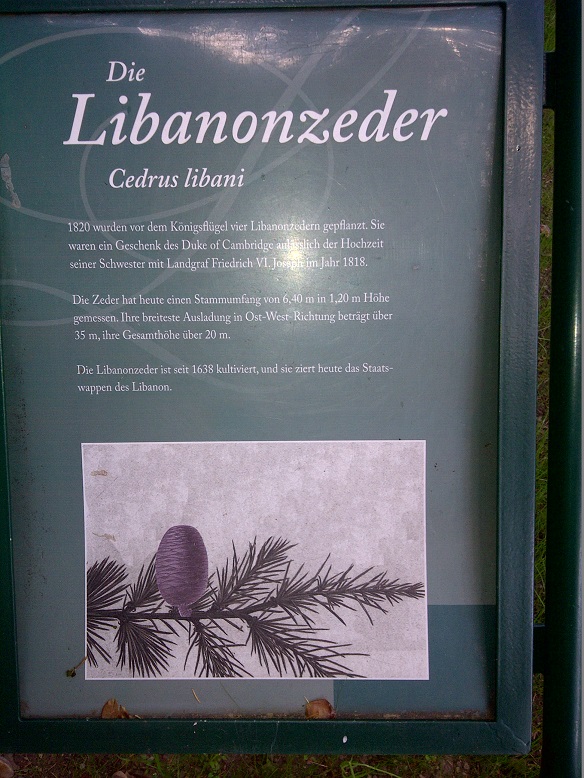 Die
Libanonzeder
Cedrus libani
1820 wurden vor dem Königsflügel vier Libanonzedern gepflanzt. Sie
waren ein Geschenk des Duke of Cambridge anlässlich der Hochzeit
seiner Schwester mit Landgraf Friedrich VI. Joseph im Jahr 1818.
Die Zeder hat heute einen Stammumfang von 6,40 m in 1,20 m Höhe
gemessen. Ihre breiteste Ausladung in Ost-West-Richtung beträgt über
35 m, ihre Gesamthöhe über 20 m.
Die Libanonzeder ist seit 1638 kultiviert, und sie ziert heute das Staats-
wappen des Libanon.